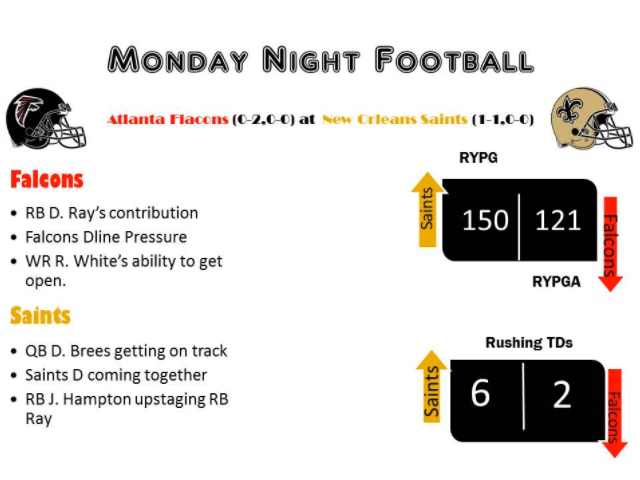 Monday Night Football
Atlanta Flacons (0-2,0-0) at New Orleans Saints (1-1,0-0)
Falcons
• RB D. Ray's contribution
• Falcons Dline Pressure
• WR R. White's ability to get
open.
Saints
• QB D. Brees getting on track
• Saints D coming together
• RB J. Hampton upstaging RB
Ray
RYPG
Saints
150 121
Falcons
RYPGA
Rushing TDs
Saints
6 2
Falcons